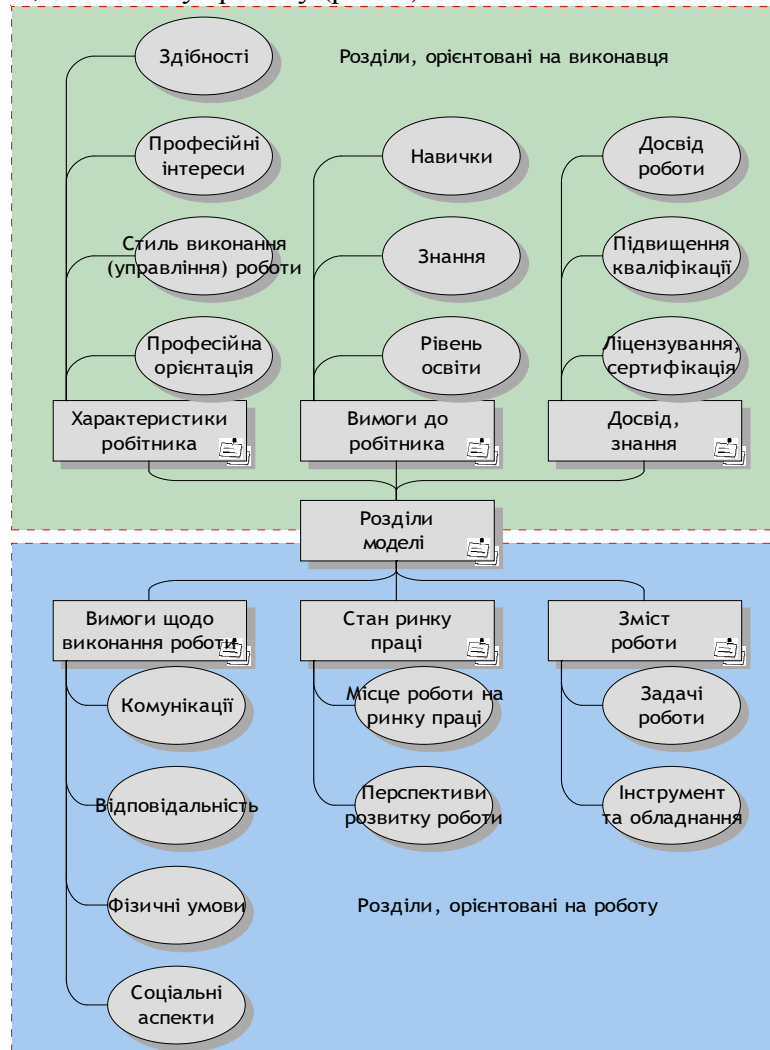 Здібності
Розділи, орієнтовані на виконавця
Професійні
інтереси
Навички
Досвід
роботи
Стиль виконання
(управління) роботи
Знання
Підвищення
кваліфікації
Професійна
орієнтація
Рівень
освіти
Ліцензування,
сертифікація
Характеристики
робітника
Вимоги до
робітника
Досвід,
знання
Розділи
моделі
Вимоги щодо
виконання роботи
Стан ринку
праці
Зміст
роботи
Комунікації
Місце роботи на
ринку праці
Задачі
роботи
Відповідальність
Перспективи
розвитку роботи
Інструмент
та обладнання
Фізичні умови
Розділи, орієнтовані на роботу
Соціальні
аспекти